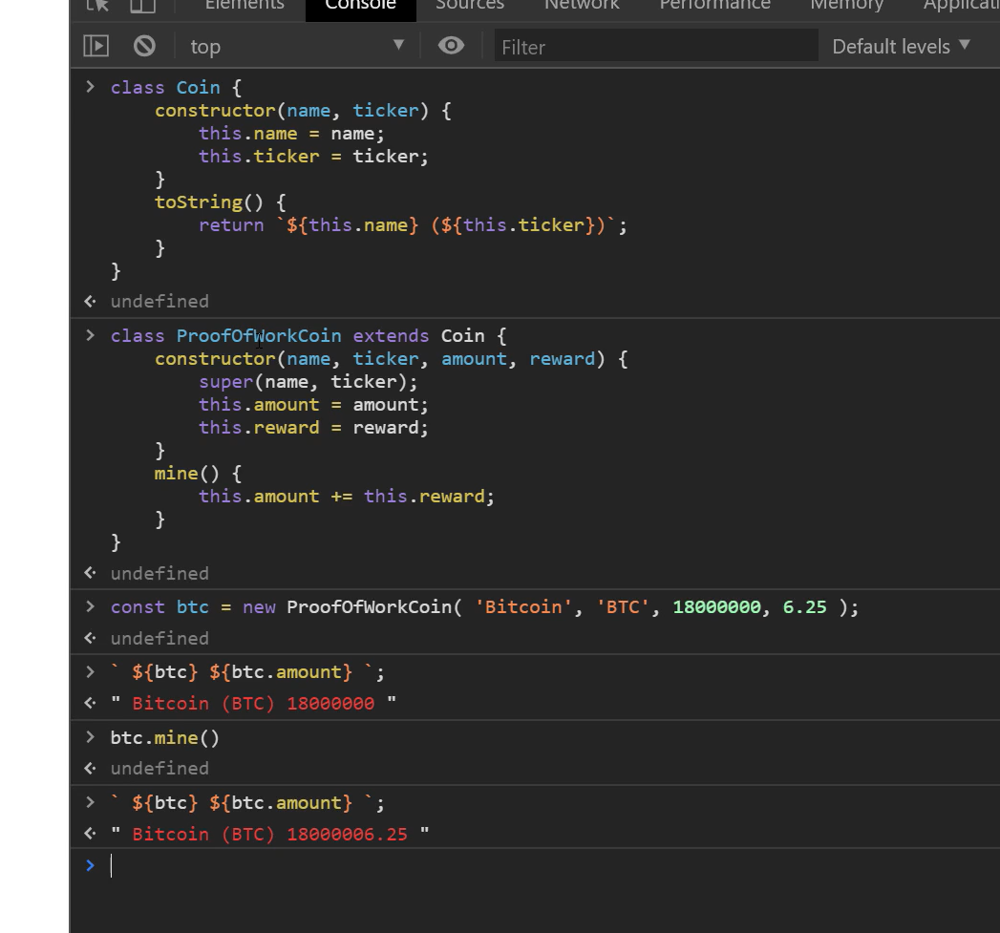 Elements Console Sources Network Performance Memory Applicati
top Filter Default levels
class Coin {
constructor(name, ticker) {
this.name = name;
this.ticker = ticker;
}
toString() {
return `${this.name} (${this.ticker})`;
}
}
undefined
class ProofOfWorkCoin extends Coin {
constructor(name, ticker, amount, reward) {
super(name, ticker);
this.amount = amount;
this.reward = reward;
}
mine() {
this.amount += this.reward;
}
}
undefined
const btc = new ProofOfWorkCoin( 'Bitcoin', 'BTC', 18000000, 6.25 );
undefined
` ${btc} ${btc.amount} `;
" Bitcoin (BTC) 18000000 "
btc.mine()
undefined
` ${btc} ${btc.amount} `;
" Bitcoin (BTC) 18000006.25 "